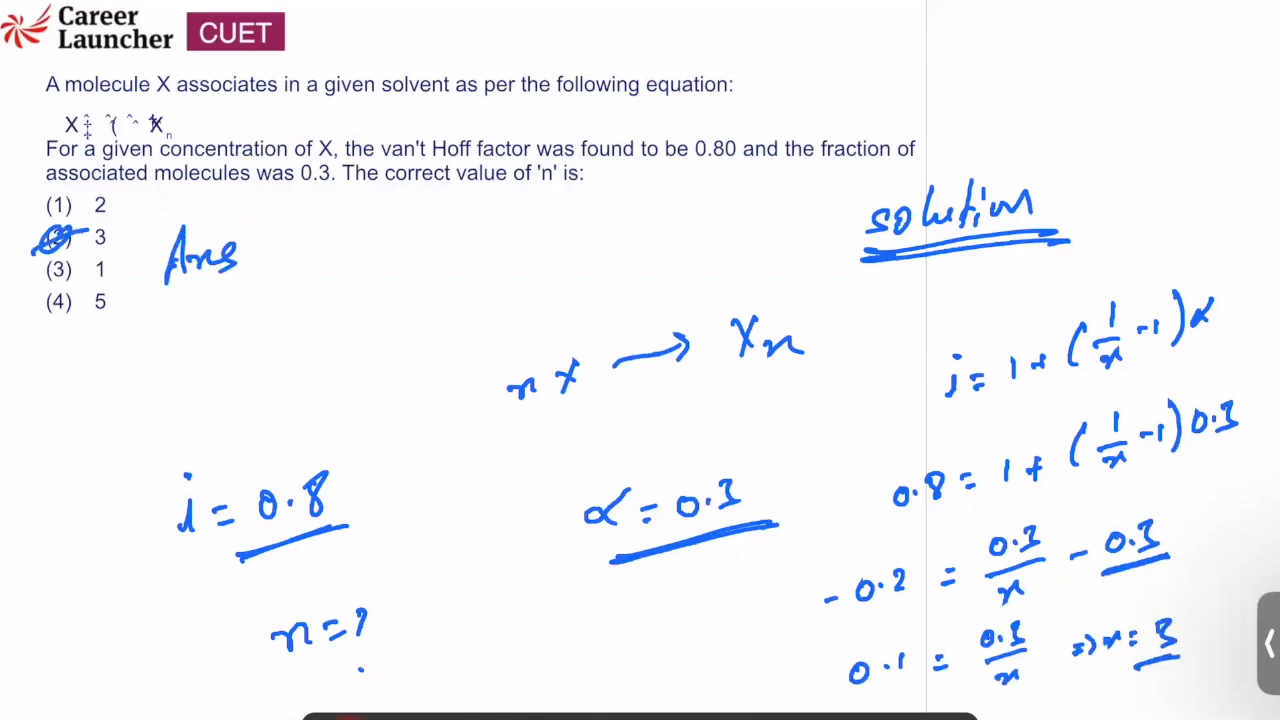 Career
Launcher
CUET
A molecule X associates in a given solvent as per the following equation:
For a given concentration of X, the van't Hoff factor was found to be 0.80 and the fraction of
associated molecules was 0.3. The correct value of 'n' is:
(1) 2
(2) 3
(3) 1
(4) 5
Ans
solution
n X → Xn
i = 1 + (1/n - 1)α
0.8 = 1 + (1/n - 1) 0.3
i = 0.8
α = 0.3
- 0.2 = 0.3/n - 0.3
n = ?
0.1 = 0.3/n => n = 3